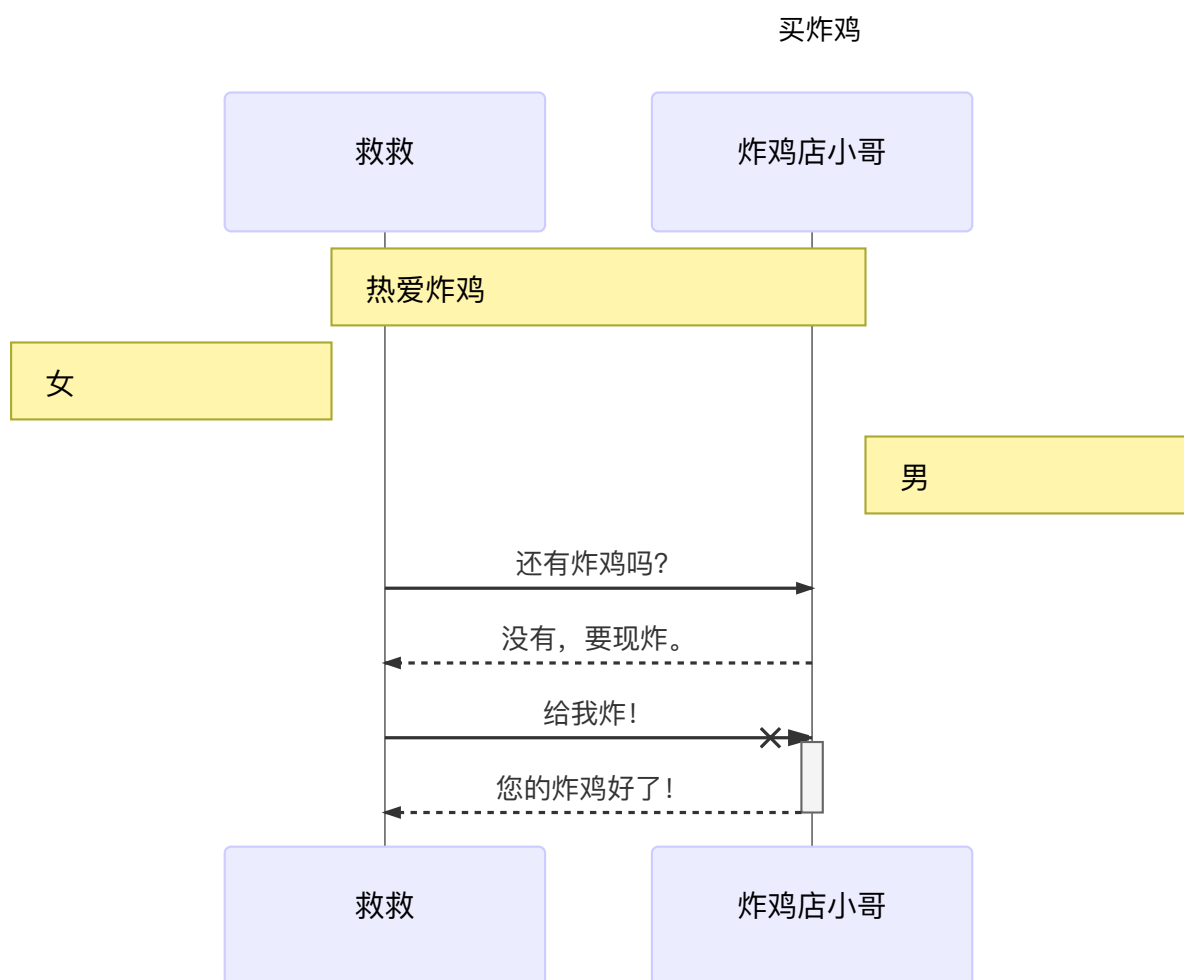 买炸鸡
救救
炸鸡店小哥
热爱炸鸡
女
男
还有炸鸡吗？
没有，要现炸。
给我炸！
您的炸鸡好了！
救救
炸鸡店小哥